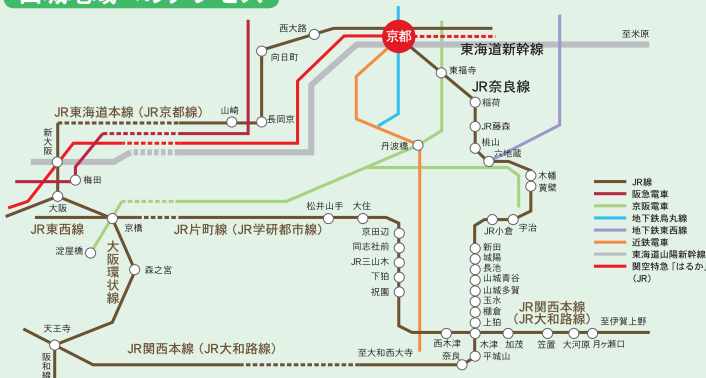 山城地域へのアクセス
西大路
京都
東海道新幹線
至米原
向日町
東福寺
JR奈良線
稲荷
JR東海道本線(JR京都線)
山崎
長岡京
JR藤森
新大阪
桃山
丹波橋
六地蔵
梅田
木幡
黄檗
JR線
阪急電車
京阪電車
地下鉄烏丸線
地下鉄東西線
近鉄電車
東海道山陽新幹線
関空特急「はるか」
(JR)
大阪
松井山手
大住
宇治
JR小倉
JR東西線
京橋
JR片町線(JR学研都市線)
京田辺
淀屋橋
大阪環状線
同志社前
新田
城陽
JR三山木
長池
森之宮
下狛
山城青谷
祝園
山城多賀
玉水
棚倉
上狛
JR関西本線
(JR大和路線)
至伊賀上野
天王寺
西木津
木津
加茂
笠置
大河原
月ヶ瀬口
JR関西本線(JR大和路線)
至大和西大寺
奈良
平城山
阪和線